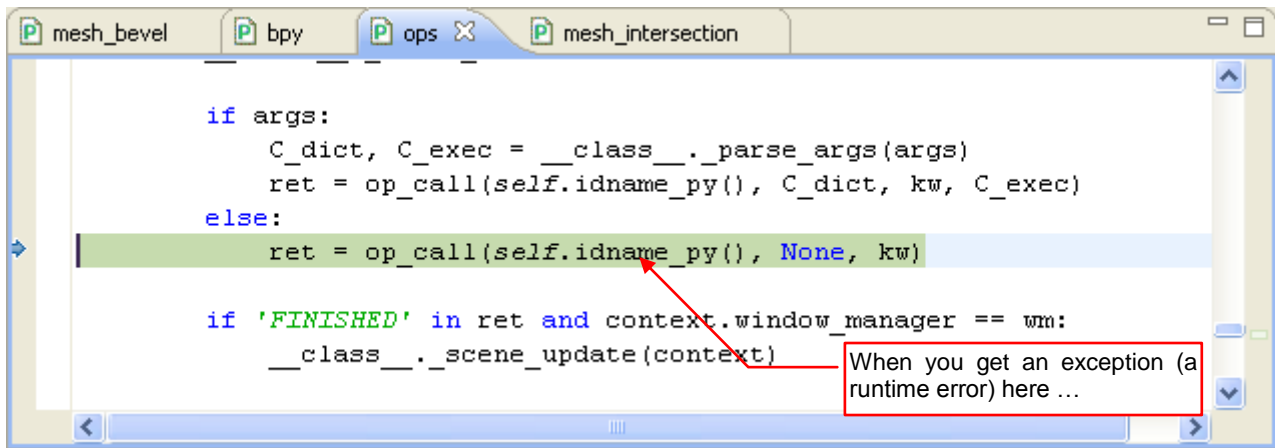 mesh_bevel bpy ops mesh_intersection
if args:
C_dict, C_exec = __class__._parse_args(args)
ret = op_call(self.idname_py(), C_dict, kw, C_exec)
else:
ret = op_call(self.idname_py(), None, kw)
if 'FINISHED' in ret and context.window_manager == wm:
__class__._scene_update(context)
When you get an exception (a
runtime error) here …